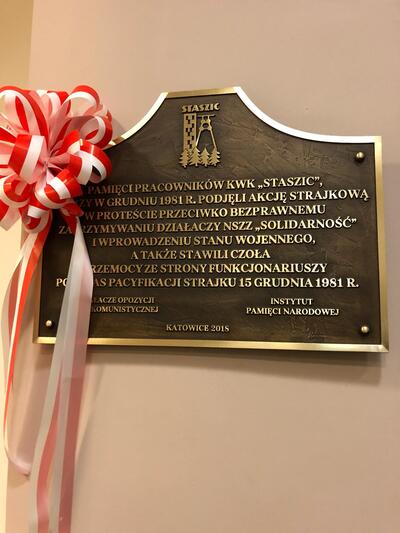 STASZIC
PAMIĘCI PRACOWNIKÓW KWK „STASZIC”,
W GRUDNIU 1981 R. PODJĘLI AKCJĘ STRAJKOWĄ
W PROTEŚCIE PRZECIWKO BEZPRAWNEMU
ZATRZYMYWANIU DZIAŁACZY NSZZ „SOLIDARNOŚĆ”
I WPROWADZENIU STANU WOJENNEGO,
A TAKŻE STAWILI CZOŁA
PRZEMOCY ZE STRONY FUNKCJONARIUSZY
PODCZAS PACYFIKACJI STRAJKU 15 GRUDNIA 1981 R.
OPOZYCJI
INSTYTUT
PAMIĘCI NARODOWEJ
KATOWICE 2018